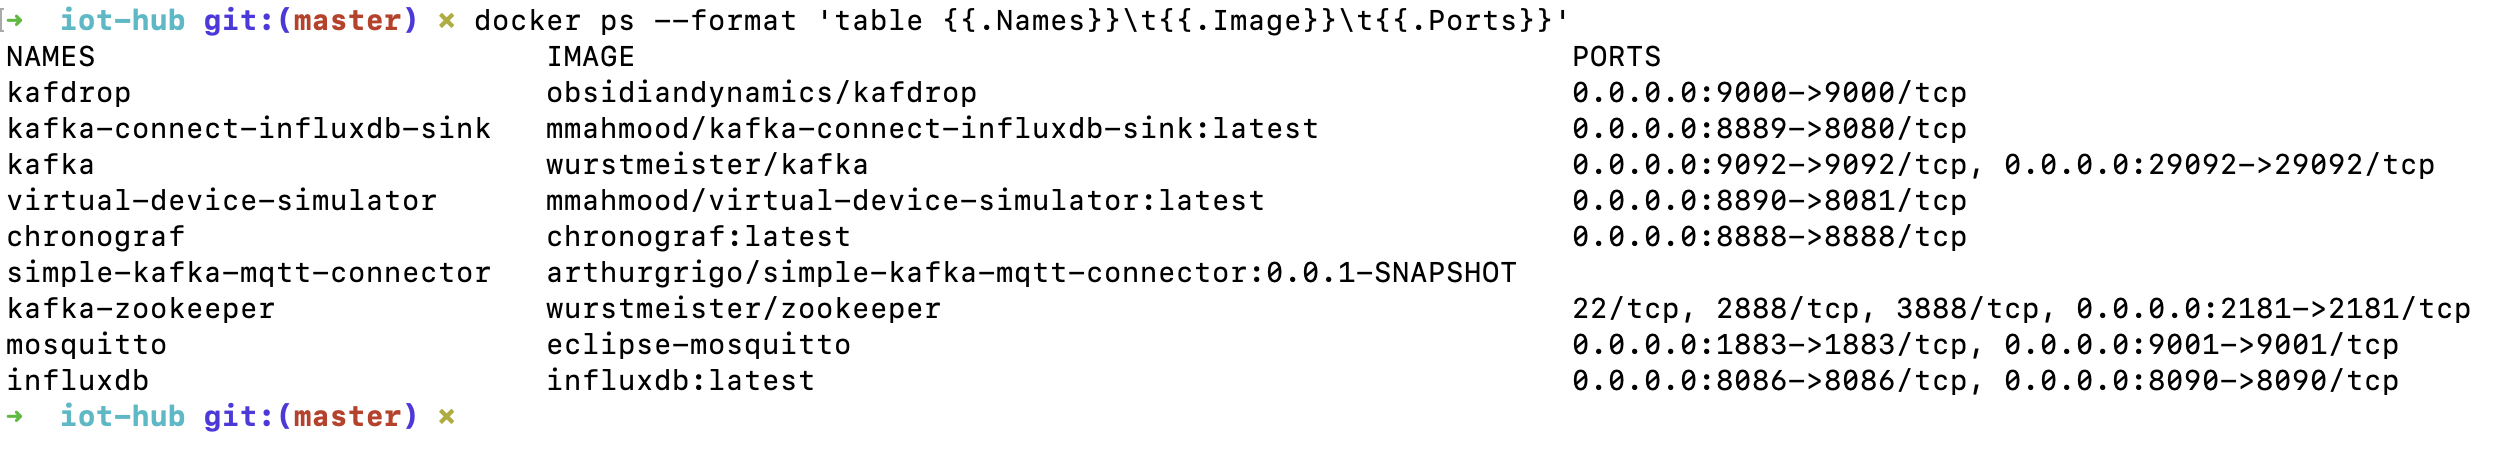 ➜  iot-hub git:(master) ✗ docker ps --format 'table {{.Names}}\t{{.Image}}\t{{.Ports}}'
NAMES                         IMAGE                                                    PORTS
kafdrop                       obsidiandynamics/kafdrop                                 0.0.0.0:9000->9000/tcp
kafka-connect-influxdb-sink   mmahmood/kafka-connect-influxdb-sink:latest              0.0.0.0:8889->8080/tcp
kafka                         wurstmeister/kafka                                       0.0.0.0:9092->9092/tcp, 0.0.0.0:29092->29092/tcp
virtual-device-simulator      mmahmood/virtual-device-simulator:latest                 0.0.0.0:8890->8081/tcp
chronograf                    chronograf:latest                                        0.0.0.0:8888->8888/tcp
simple-kafka-mqtt-connector   arthurgrigo/simple-kafka-mqtt-connector:0.0.1-SNAPSHOT
kafka-zookeeper               wurstmeister/zookeeper                                   22/tcp, 2888/tcp, 3888/tcp, 0.0.0.0:2181->2181/tcp
mosquitto                     eclipse-mosquitto                                        0.0.0.0:1883->1883/tcp, 0.0.0.0:9001->9001/tcp
influxdb                      influxdb:latest                                          0.0.0.0:8086->8086/tcp, 0.0.0.0:8090->8090/tcp
➜  iot-hub git:(master) ✗